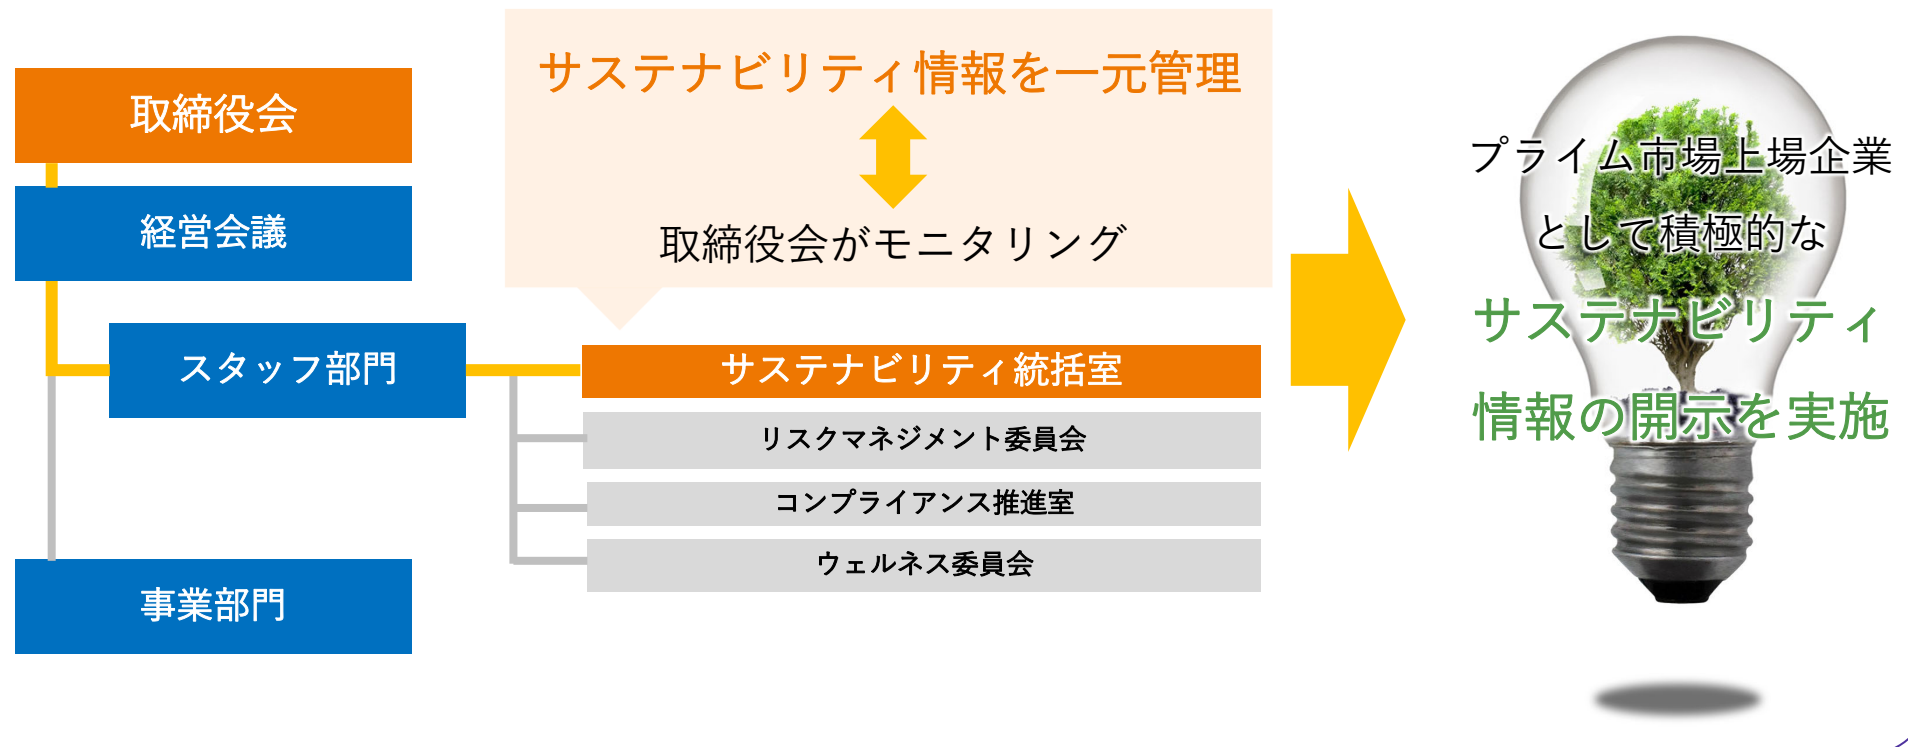 取締役会
経営会議
スタッフ部門
事業部門
サステナビリティ情報を一元管理
取締役会がモニタリング
サステナビリティ統括室
リスクマネジメント委員会
コンプライアンス推進室
ウェルネス委員会
プライム市場上場企業
として積極的な
サステナビリティ
情報の開示を実施